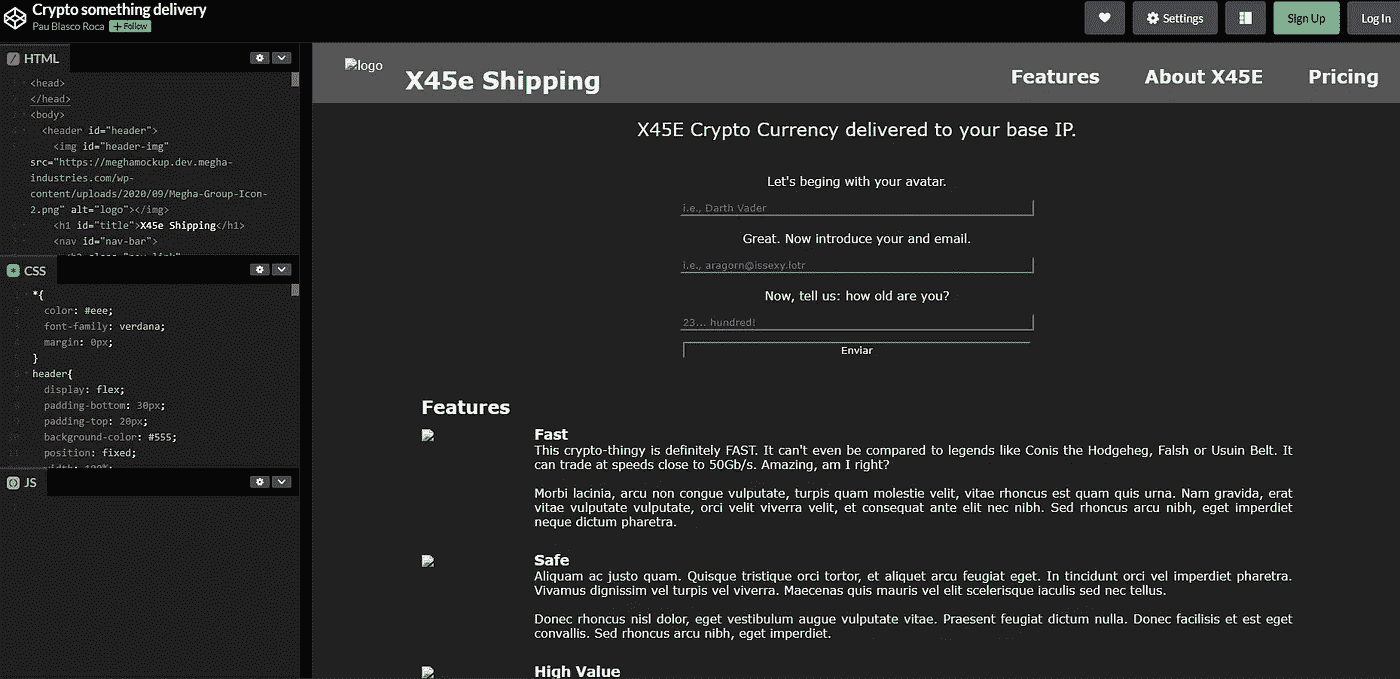 Crypto something delivery
Pau Blasco Roca + Follow
Settings
Sign Up
Log In
HTML
<head>
</head>
<body>
<header id="header">
<img id="header-img"
src="https://meghamockup.dev.megha-
industries.com/wp-
content/uploads/2020/09/Megha-Group-Icon-
2.png" alt="logo"></img>
<h1 id="title">X45e Shipping</h1>
<nav id="nav-bar">
CSS
*{
color: #eee;
font-family: verdana;
margin: 0px;
}
header{
display: flex;
padding-bottom: 30px;
padding-top: 20px;
background-color: #555;
position: fixed;
width: 100%;
JS
logo
X45e Shipping
Features
About X45E
Pricing
X45E Crypto Currency delivered to your base IP.
Let's beging with your avatar.
i.e., Darth Vader
Great. Now introduce your and email.
i.e., aragorn@issexy.lotr
Now, tell us: how old are you?
23... hundred!
Enviar
Features
Fast
This crypto-thingy is definitely FAST. It can't even be compared to legends like Conis the Hodgeheg, Falsh or Usuin Belt. It
can trade at speeds close to 50Gb/s. Amazing, am I right?
Morbi lacinia, arcu non congue vulputate, turpis quam molestie velit, vitae rhoncus est quam quis urna. Nam gravida, erat
vitae vulputate vulputate, orci velit viverra velit, et consequat ante elit nec nibh. Sed rhoncus arcu nibh, eget imperdiet
neque dictum pharetra.
Safe
Aliquam ac justo quam. Quisque tristique orci tortor, et aliquet arcu feugiat eget. In tincidunt orci vel imperdiet pharetra.
Vivamus dignissim vel turpis vel viverra. Maecenas quis mauris vel elit scelerisque iaculis sed nec tellus.
Donec rhoncus nisl dolor, eget vestibulum augue vulputate vitae. Praesent feugiat dictum nulla. Donec facilisis et est eget
convallis. Sed rhoncus arcu nibh, eget imperdiet.
High Value